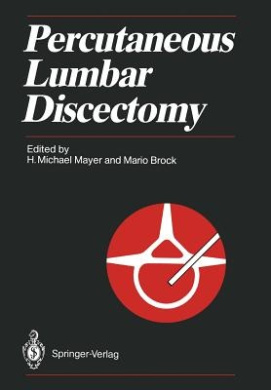 Percutaneous
Lumbar
Discectomy
Edited by
H. Michael Mayer and Mario Brock
Springer-Verlag